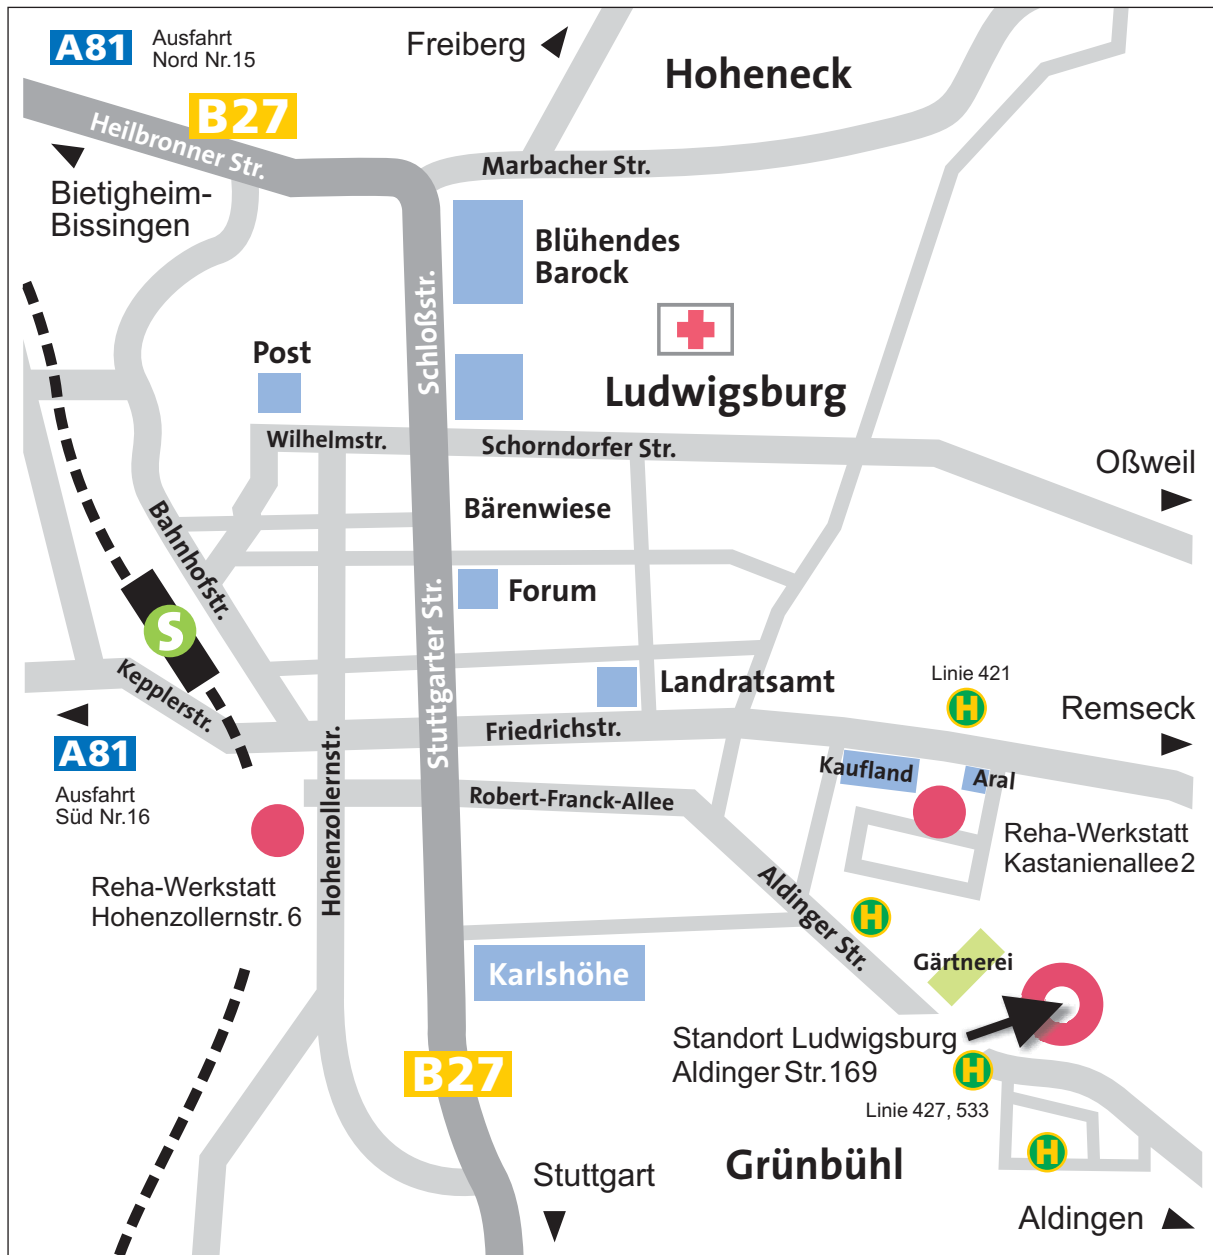 A81
Ausfahrt
Nord Nr.15
Freiberg
Hoheneck
B27
Heilbronner Str.
Marbacher Str.
Bietigheim-
Bissingen
Blühendes
Barock
Schloßstr.
Post
Ludwigsburg
Wilhelmstr.
Schorndorfer Str.
Oßweil
Bärenwiese
Bahnhofstr.
Forum
S
Stuttgarter Str.
Kepplerstr.
Landratsamt
Linie 421
H
Remseck
Friedrichstr.
A81
Ausfahrt
Süd Nr.16
Hohenzollernstr.
Kaufland
Aral
Robert-Franck-Allee
Reha-Werkstatt
Kastanienallee2
Reha-Werkstatt
Hohenzollernstr. 6
Aldinger Str.
H
Gärtnerei
Karlshöhe
Standort Ludwigsburg
Aldinger Str.169
B27
H
Linie 427, 533
Grünbühl
H
Stuttgart
Aldingen